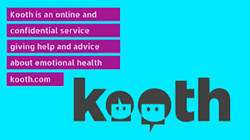 Kooth is an online and
confidential service
giving help and advice
about emotional health
kooth.com
kooth